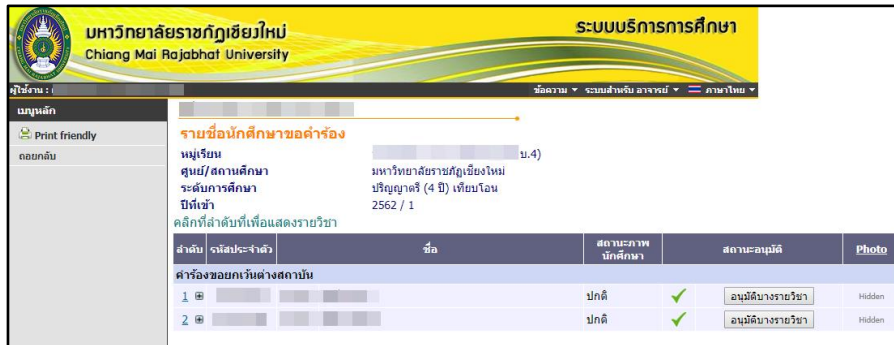 มหาวิทยาลัยราชภัฏเชียงใหม่
Chiang Mai Rajabhat University
ระบบบริการการศึกษา
ผู้ใช้งาน :
ข้อความ ระบบสำหรับ อาจารย์ ภาษาไทย
เมนูหลัก
Print friendly
ถอยกลับ
รายชื่อนักศึกษาขอคำร้อง
หมู่เรียน บ.4)
ศูนย์/สถานศึกษา มหาวิทยาลัยราชภัฏเชียงใหม่
ระดับการศึกษา ปริญญาตรี (4 ปี) เทียบโอน
ปีที่เข้า 2562 / 1
คลิกที่ลำดับที่เพื่อแสดงรายวิชา
ลำดับ รหัสประจำตัว ชื่อ สถานะภาพนักศึกษา สถานะอนุมัติ Photo
คำร้องขอยกเว้นต่างสถาบัน
1 ปกติ อนุมัติบางรายวิชา Hidden
2 ปกติ อนุมัติบางรายวิชา Hidden